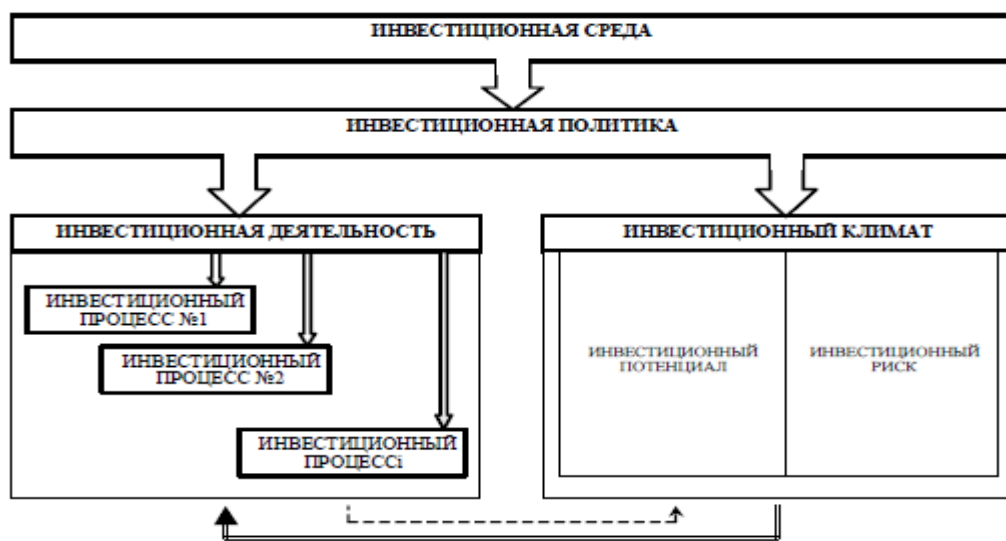 ИНВЕСТИЦИОННАЯ СРЕДА
ИНВЕСТИЦИОННАЯ ПОЛИТИКА
ИНВЕСТИЦИОННАЯ ДЕЯТЕЛЬНОСТЬ
ИНВЕСТИЦИОННЫЙ
ПРОЦЕСС №1
ИНВЕСТИЦИОННЫЙ
ПРОЦЕСС №2
ИНВЕСТИЦИОННЫЙ
ПРОЦЕССi
ИНВЕСТИЦИОННЫЙ КЛИМАТ
ИНВЕСТИЦИОННЫЙ
ПОТЕНЦИАЛ
ИНВЕСТИЦИОННЫЙ
РИСК